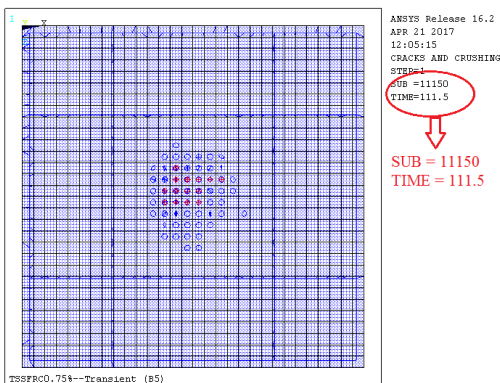 1
Y
X
ANSYS Release 16.2
APR 21 2017
12:05:15
CRACKS AND CRUSHING
STEP=1
SUB =11150
TIME=111.5
SUB = 11150
TIME = 111.5
TSSFRC0.75%--Transient (B5)